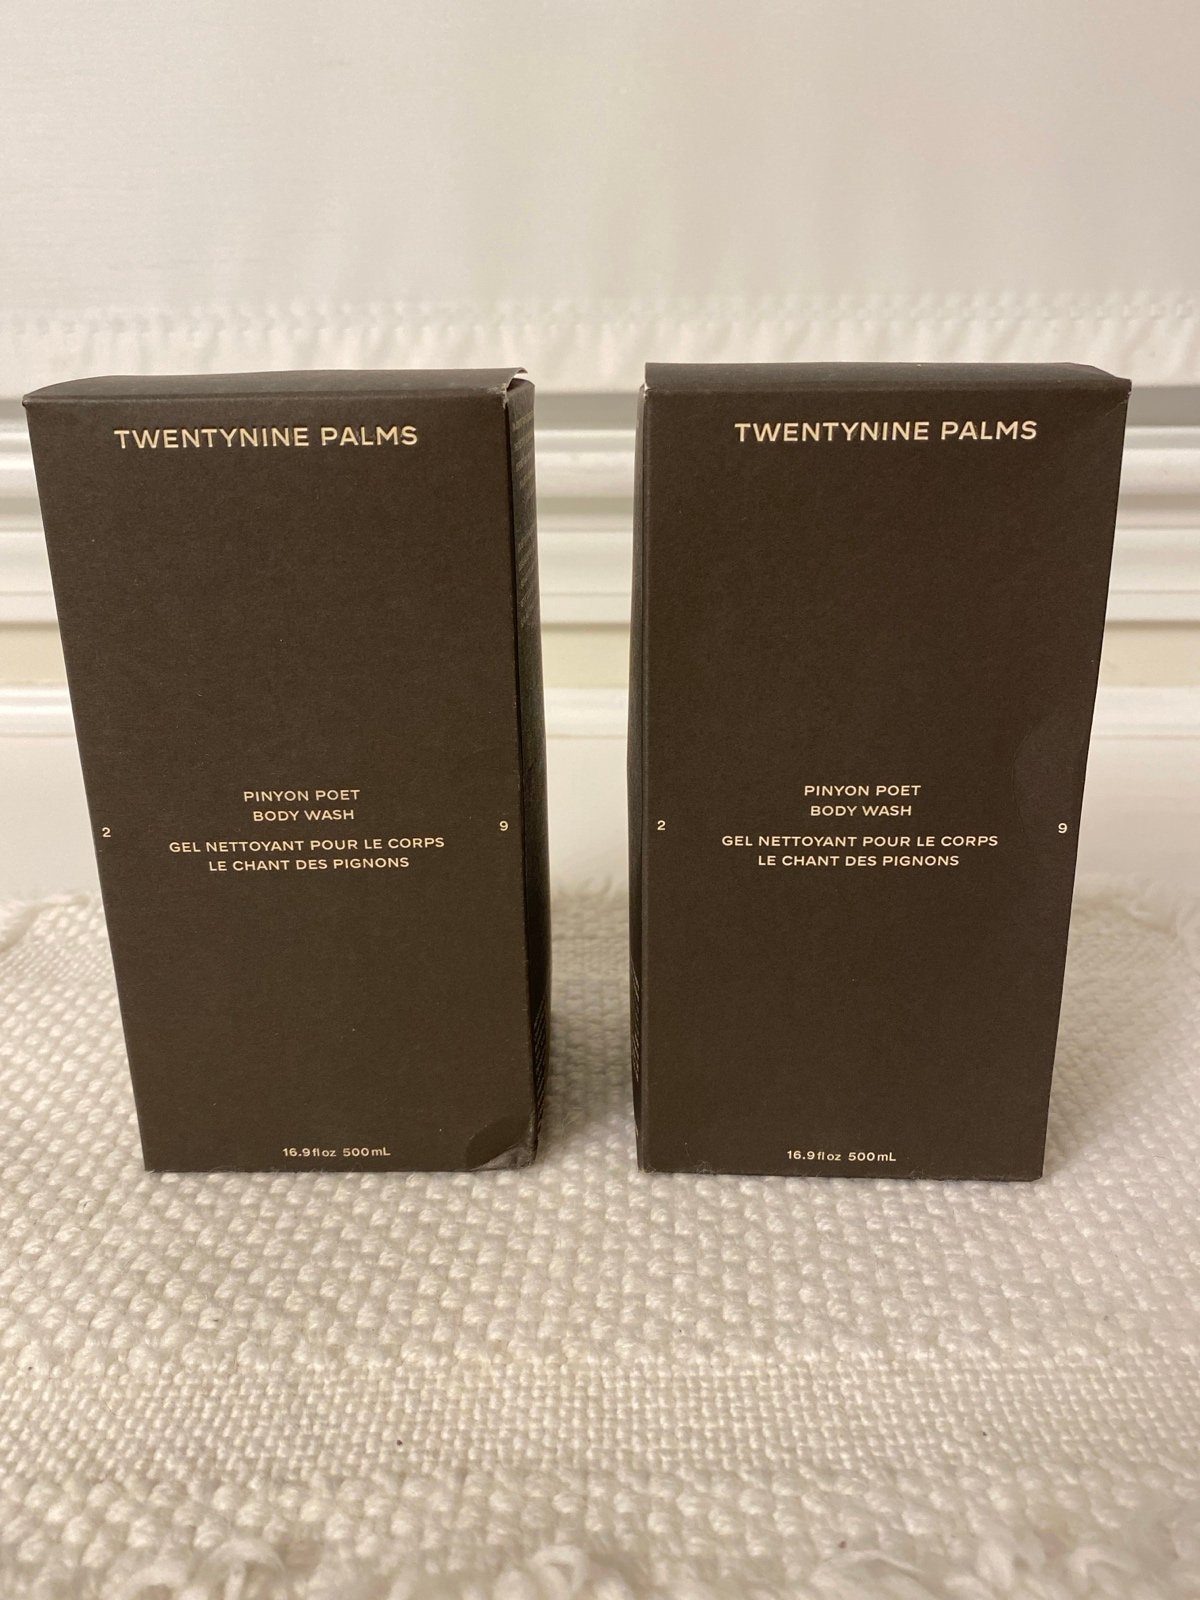 TWENTYNINE PALMS
PINYON POET
BODY WASH
2
9
GEL NETTOYANT POUR LE CORPS
LE CHANT DES PIGNONS
16.9 fl oz 500 mL
TWENTYNINE PALMS
PINYON POET
BODY WASH
2
9
GEL NETTOYANT POUR LE CORPS
LE CHANT DES PIGNONS
16.9 fl oz 500 mL